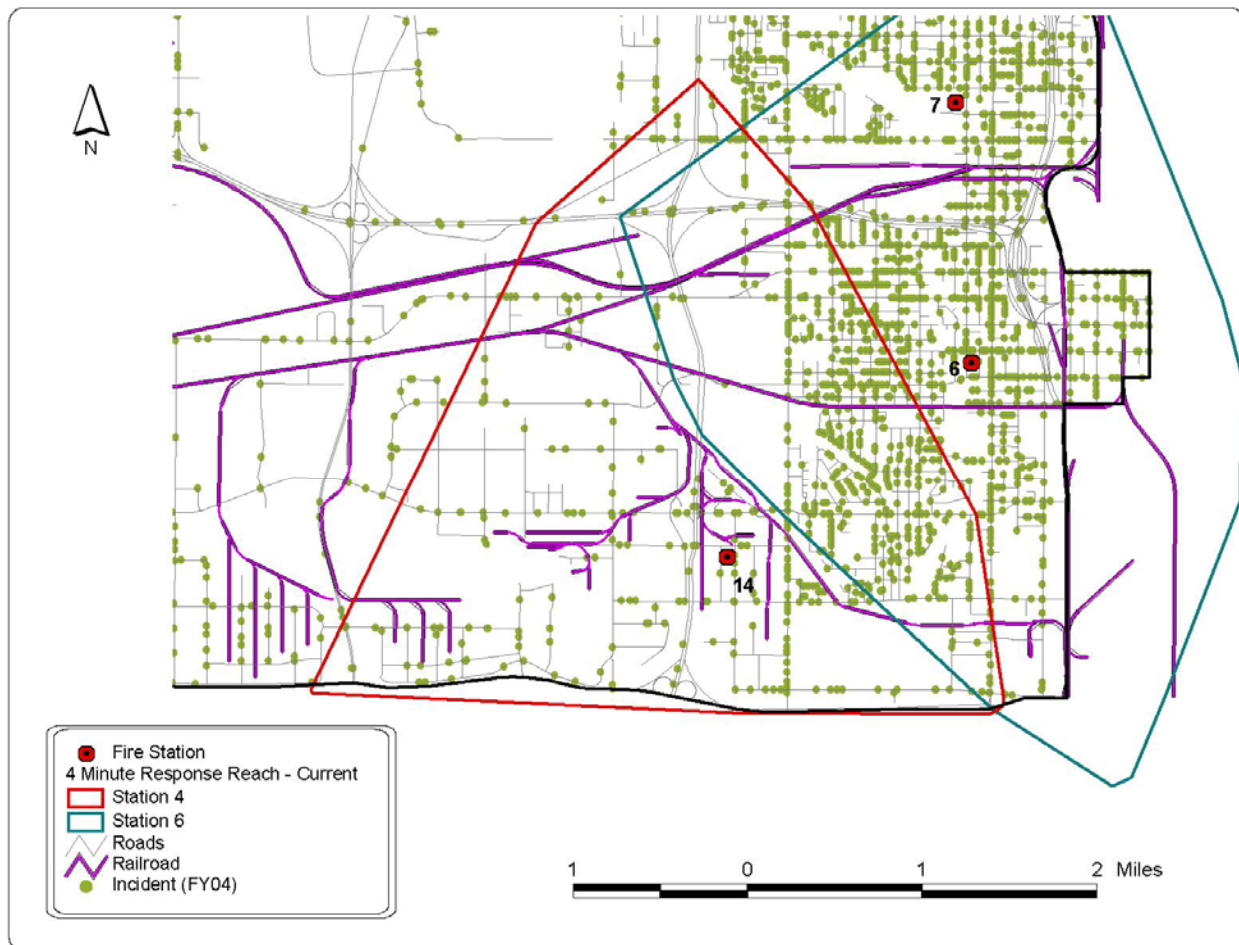 N
7
6
14
Fire Station
4 Minute Response Reach - Current
Station 4
Station 6
Roads
Railroad
Incident (FY04)
1 0 2 Miles